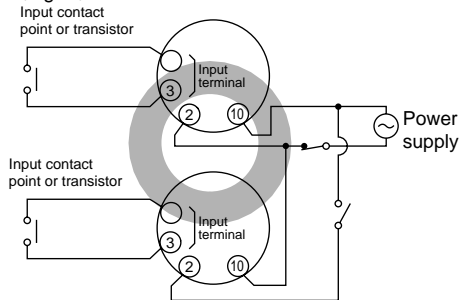 Input contact
point or transistor
Input
terminal
3
2
10
Power
supply
Input contact
point or transistor
Input
terminal
3
2
10